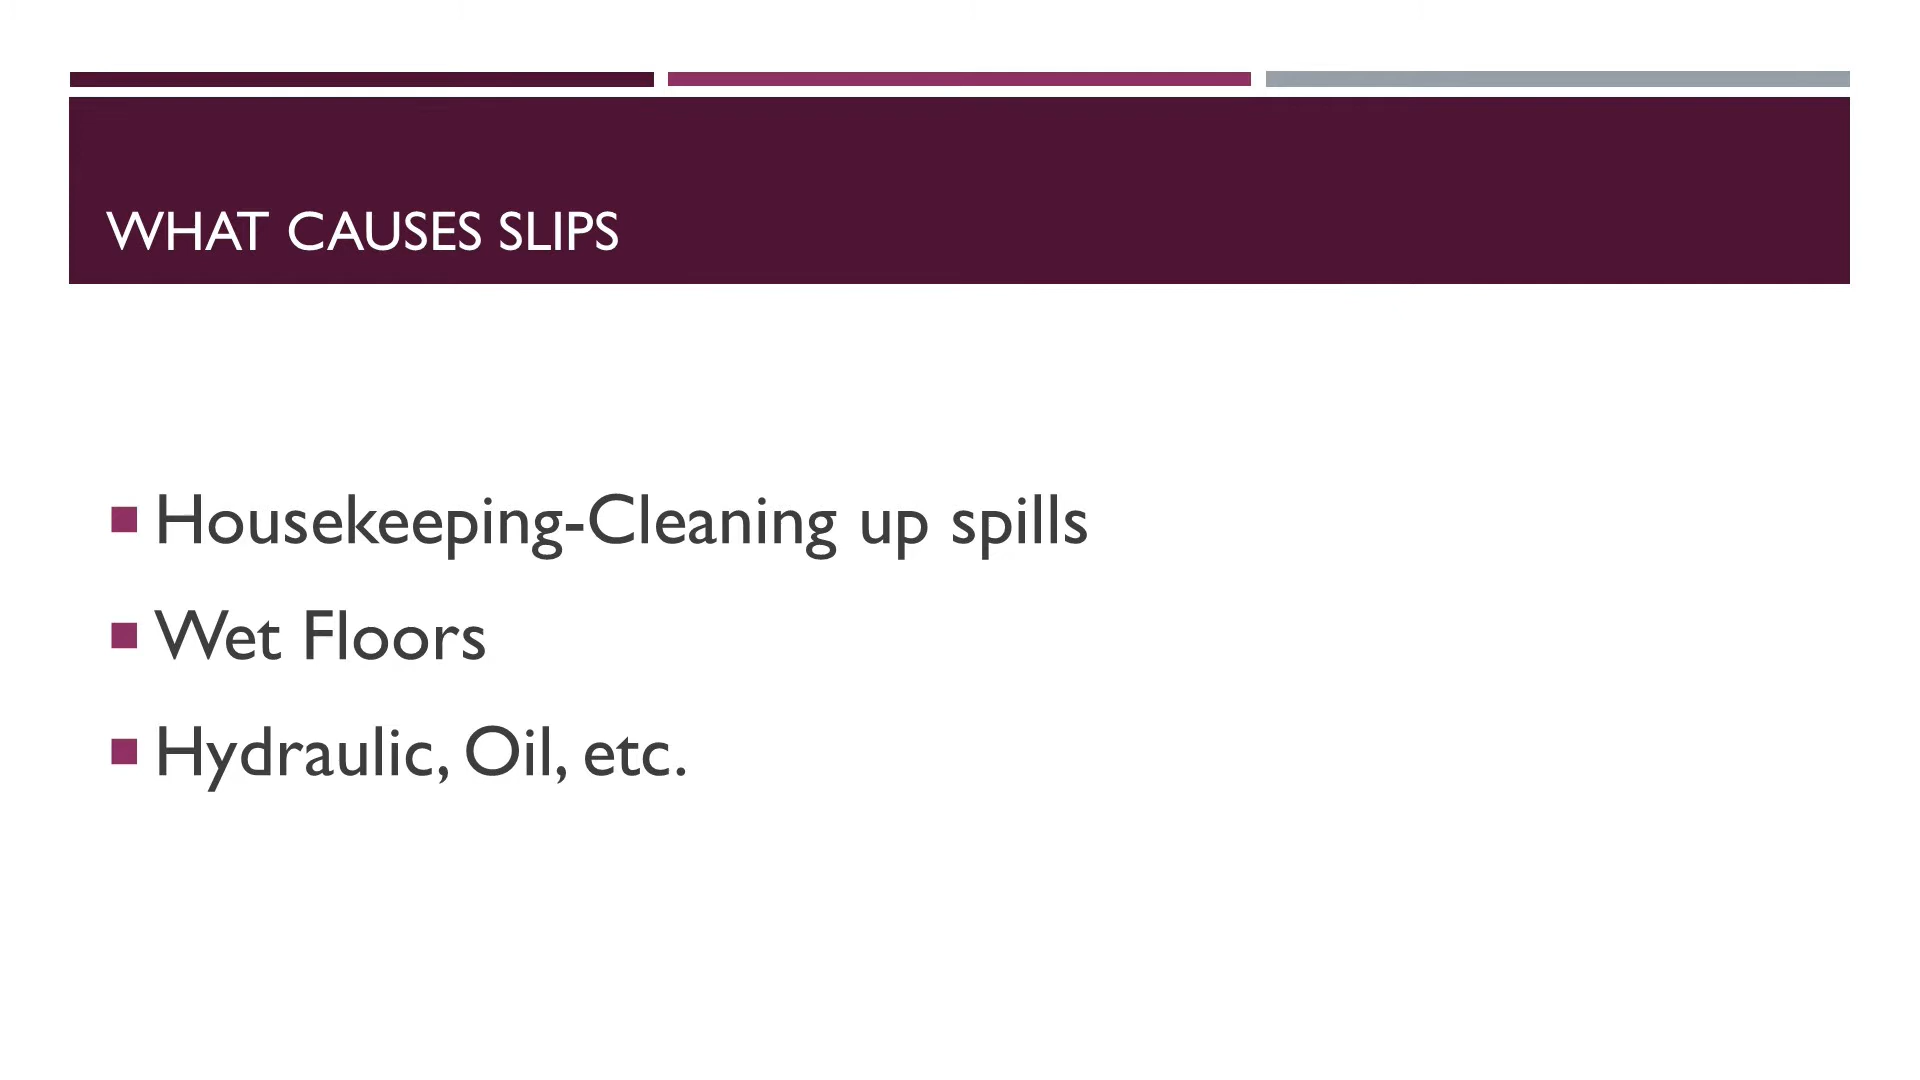 WHAT CAUSES SLIPS
Housekeeping-Cleaning up spills
Wet Floors
Hydraulic, Oil, etc.